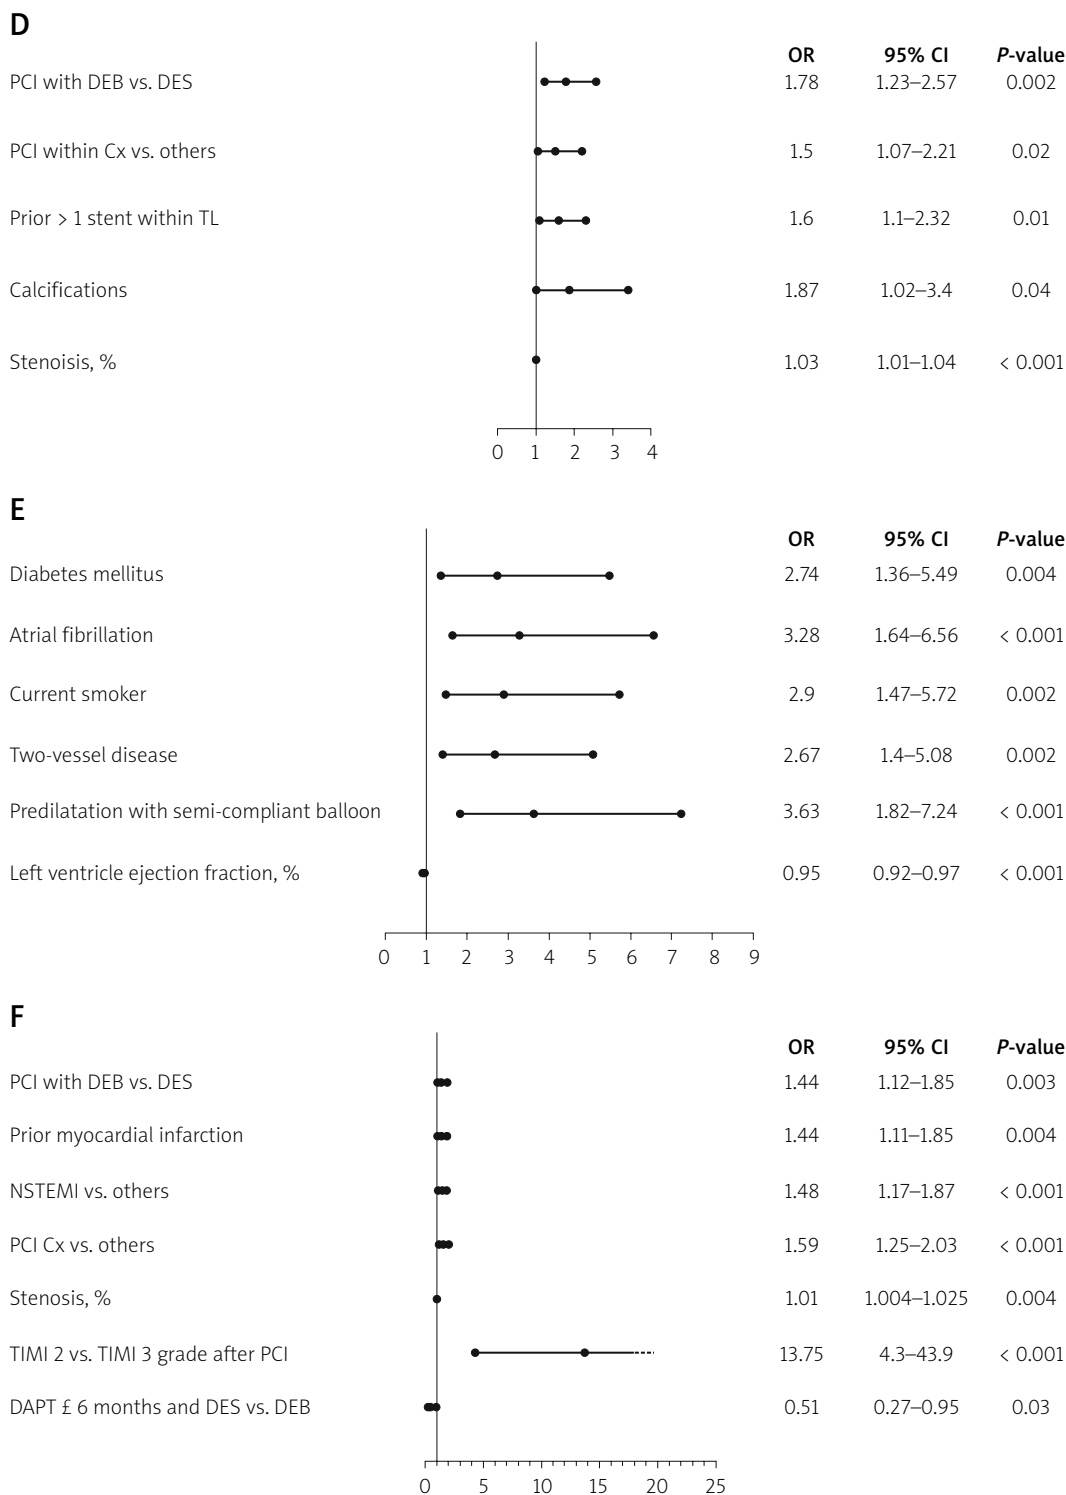 D
OR 95% CI P-value
PCI with DEB vs. DES 1.78 1.23–2.57 0.002
PCI within Cx vs. others 1.5 1.07–2.21 0.02
Prior > 1 stent within TL 1.6 1.1–2.32 0.01
Calcifications 1.87 1.02–3.4 0.04
Stenoisis, % 1.03 1.01–1.04 < 0.001
0 1 2 3 4
E
OR 95% CI P-value
Diabetes mellitus 2.74 1.36–5.49 0.004
Atrial fibrillation 3.28 1.64–6.56 < 0.001
Current smoker 2.9 1.47–5.72 0.002
Two-vessel disease 2.67 1.4–5.08 0.002
Predilatation with semi-compliant balloon 3.63 1.82–7.24 < 0.001
Left ventricle ejection fraction, % 0.95 0.92–0.97 < 0.001
0 1 2 3 4 5 6 7 8 9
F
OR 95% CI P-value
PCI with DEB vs. DES 1.44 1.12–1.85 0.003
Prior myocardial infarction 1.44 1.11–1.85 0.004
NSTEMI vs. others 1.48 1.17–1.87 < 0.001
PCI Cx vs. others 1.59 1.25–2.03 < 0.001
Stenosis, % 1.01 1.004–1.025 0.004
TIMI 2 vs. TIMI 3 grade after PCI 13.75 4.3–43.9 < 0.001
DAPT £ 6 months and DES vs. DEB 0.51 0.27–0.95 0.03
0 5 10 15 20 25